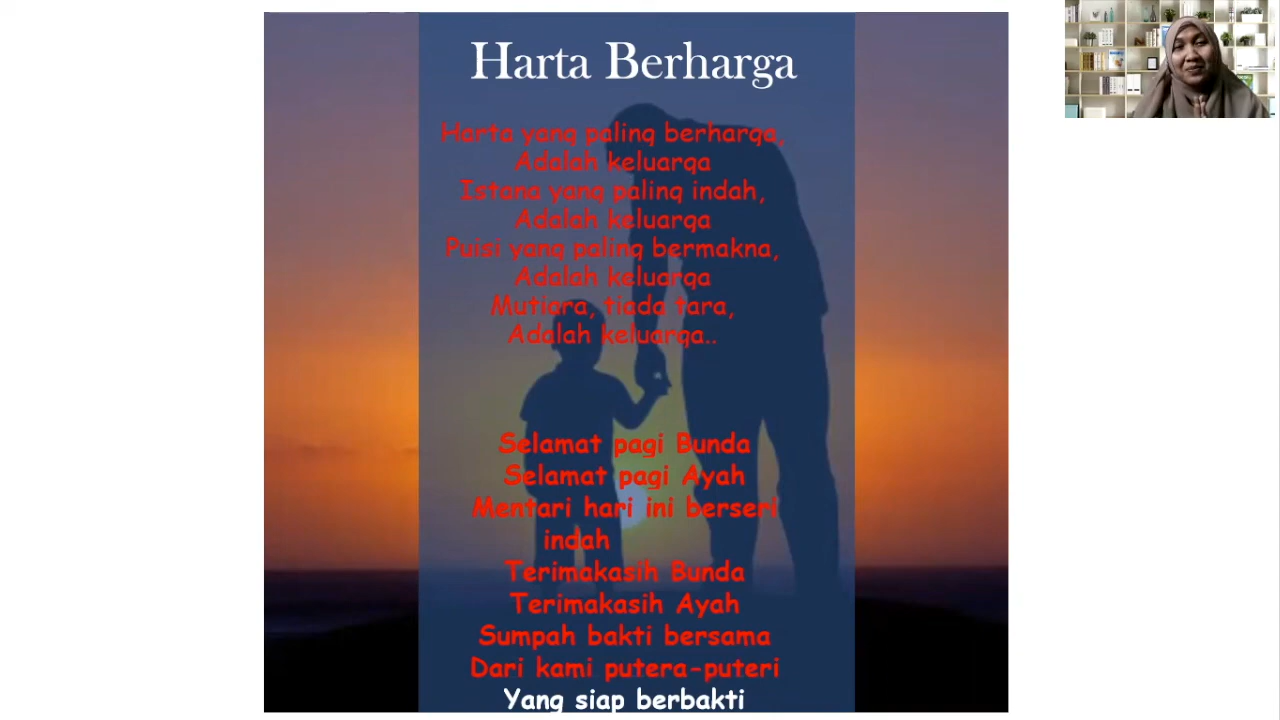 Harta Berharga
Harta yang paling berharga,
Adalah keluarga
Istana yang paling indah,
Adalah keluarga
Puisi yang paling bermakna,
Adalah keluarga
Mutiara, tiada tara,
Adalah keluarga..
Selamat pagi Bunda
Selamat pagi Ayah
Mentari hari ini berseri
indah
Terimakasih Bunda
Terimakasih Ayah
Sumpah bakti bersama
Dari kami putera-puteri
Yang siap berbakti